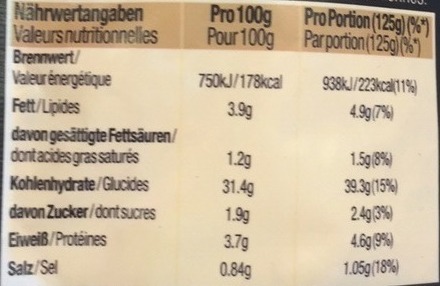 Nährwertangaben Pro 100g Pro Portion (125g) (%*)
Valeurs nutritionnelles Pour 100g Par portion (125g) (%*)
Brennwert/
Valeur énergétique 750kJ/178kcal 938kJ/223kcal (11%)
Fett/Lipides 3.9g 4.9g (7%)
davon gesättigte Fettsäuren/
dont acides gras saturés 1.2g 1.5g (8%)
Kohlenhydrate/Glucides 31.4g 39.3g (15%)
davon Zucker/dont sucres 1.9g 2.4g (3%)
Eiweiß/Protéines 3.7g 4.6g (9%)
Salz/Sel 0.84g 1.05g (18%)